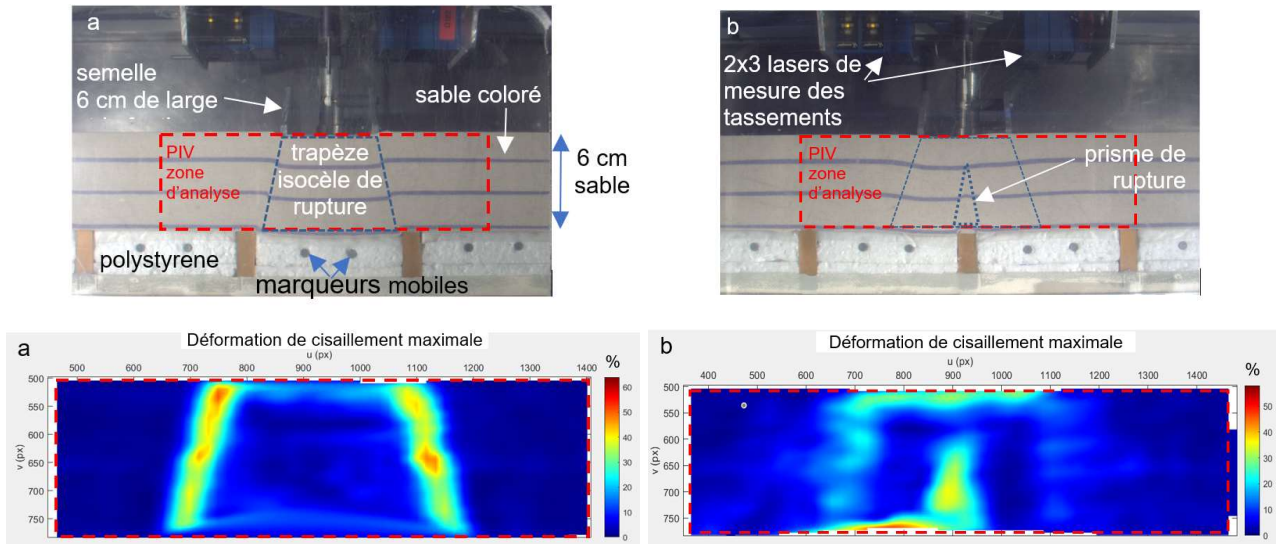 a
semelle
6 cm de large
sable coloré
PIV
zone
d'analyse
trapèze
isocèle de
rupture
6 cm
sable
polystyrene
marqueurs mobiles
b
2x3 lasers de
mesure des
tassements
PIV
zone
d'analyse
prisme de
rupture
a
Déformation de cisaillement maximale
u (px)
%
500 600 700 800 900 1000 1100 1200 1300 1400
v (px)
500
550
600
650
700
750
60
50
40
30
20
10
0
b
Déformation de cisaillement maximale
u (px)
%
400 500 600 700 800 900 1000 1100 1200 1300 1400
v (px)
500
550
600
650
700
750
50
40
30
20
10
0